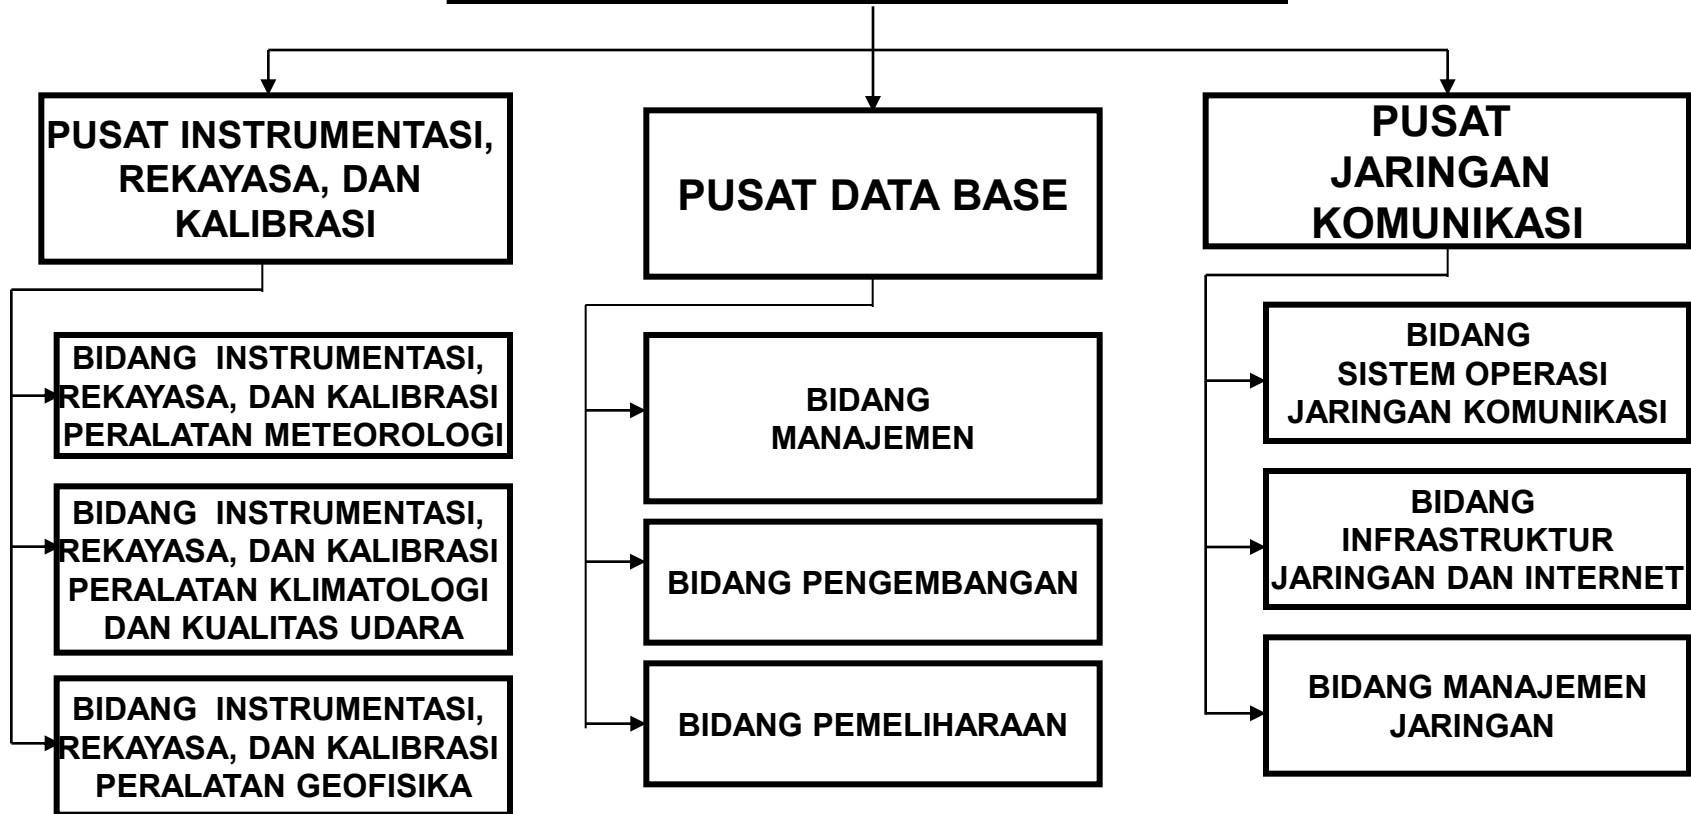 PUSAT INSTRUMENTASI,
REKAYASA, DAN
KALIBRASI
BIDANG INSTRUMENTASI,
REKAYASA, DAN KALIBRASI
PERALATAN METEOROLOGI
BIDANG INSTRUMENTASI,
REKAYASA, DAN KALIBRASI
PERALATAN KLIMATOLOGI
DAN KUALITAS UDARA
BIDANG INSTRUMENTASI,
REKAYASA, DAN KALIBRASI
PERALATAN GEOFISIKA
PUSAT DATA BASE
BIDANG
MANAJEMEN
BIDANG PENGEMBANGAN
BIDANG PEMELIHARAAN
PUSAT
JARINGAN
KOMUNIKASI
BIDANG
SISTEM OPERASI
JARINGAN KOMUNIKASI
BIDANG
INFRASTRUKTUR
JARINGAN DAN INTERNET
BIDANG MANAJEMEN
JARINGAN